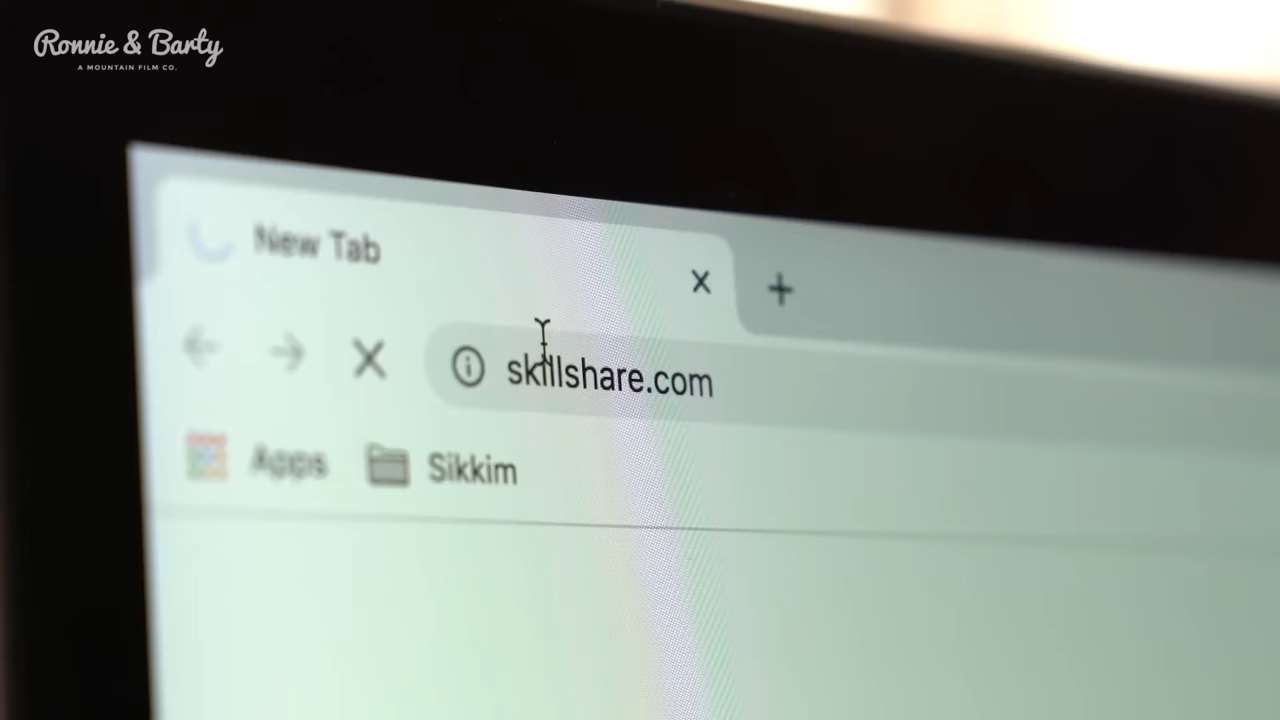 Ronnie & Barty
A MOUNTAIN FILM CO.
New Tab
skillshare.com
Apps
Sikkim